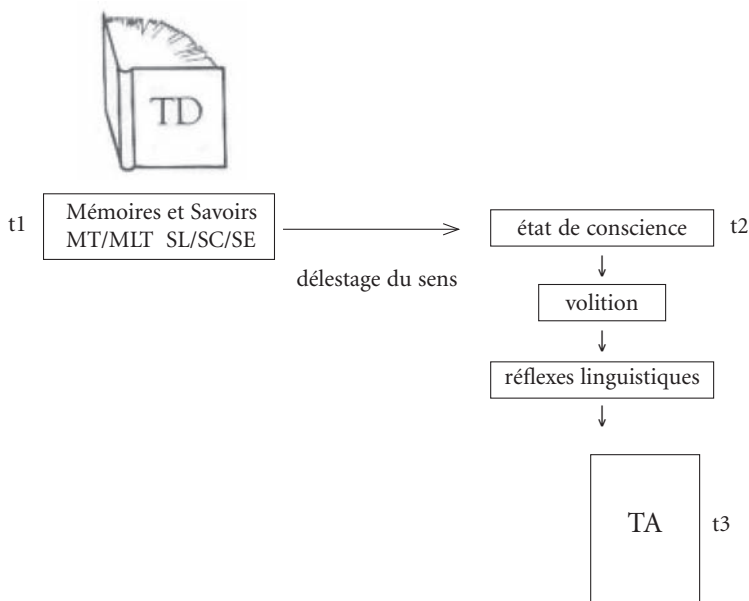 TD
t1
Mémoires et Savoirs
MT/MLT SL/SC/SE
délestage du sens
état de conscience
t2
volition
réflexes linguistiques
TA
t3